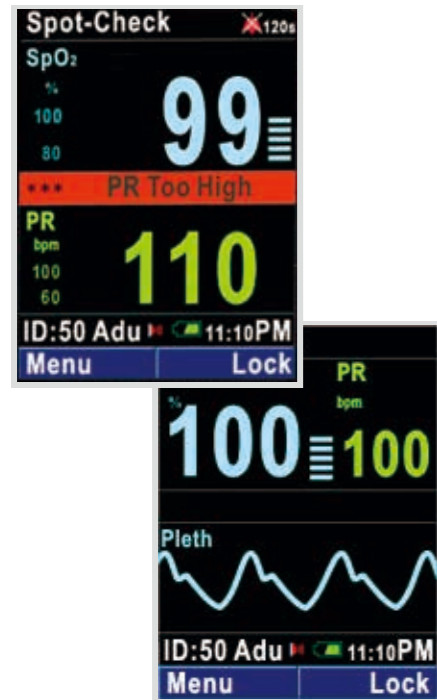 Spot-Check 120s
SpO₂
%
100
80
99
*** PR Too High
PR
bpm
100
60
110
ID:50 Adu 11:10PM
Menu Lock
%
100
PR
bpm
100
Pleth
ID:50 Adu 11:10PM
Menu Lock